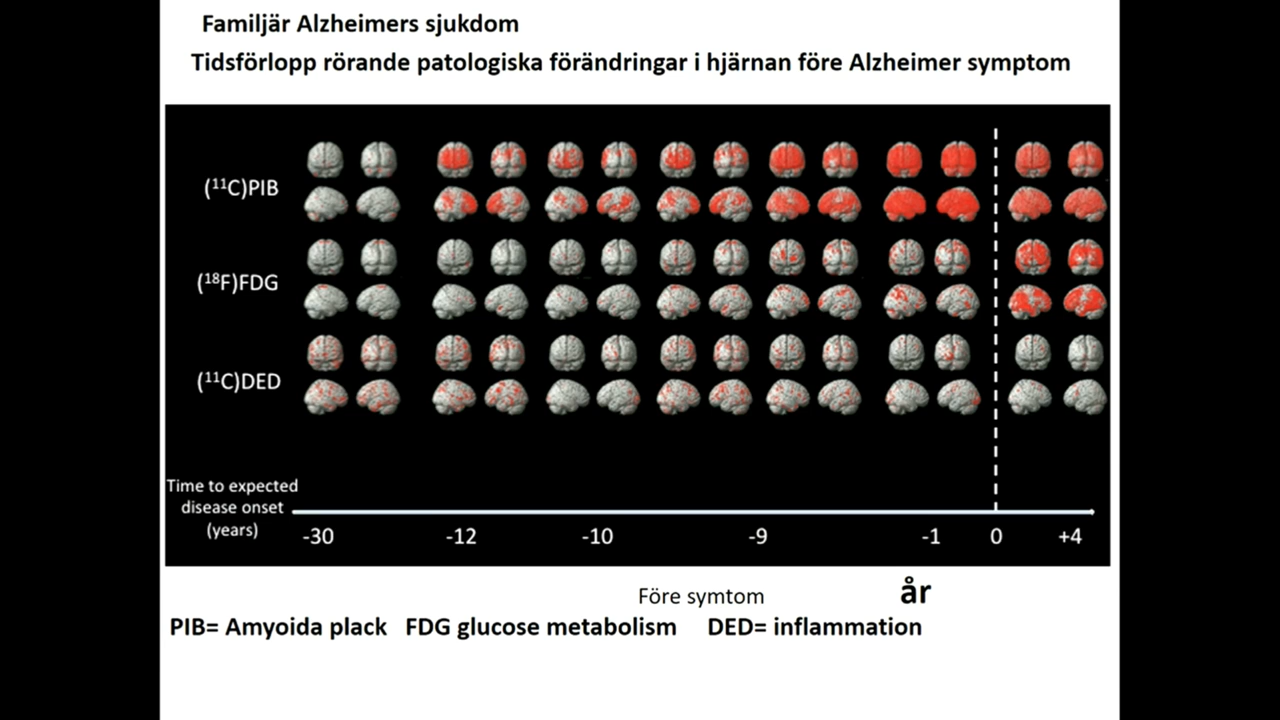 Familjär Alzheimers sjukdom
Tidsförlopp rörande patologiska förändringar i hjärnan före Alzheimer symptom
(¹¹C)PIB
(¹⁸F)FDG
(¹¹C)DED
Time to expected
disease onset
(years)
-30 -12 -10 -9 -1 0 +4
Före symtom år
PIB= Amyoida plack FDG glucose metabolism DED= inflammation